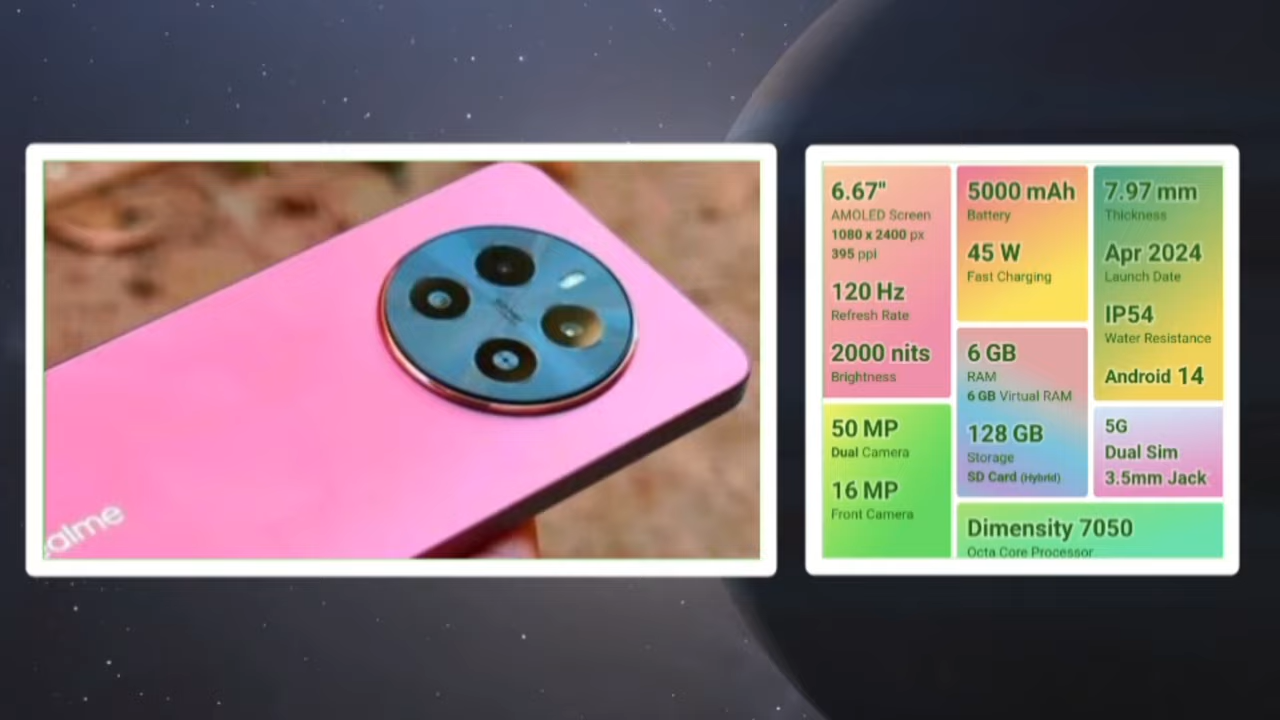 alme
6.67"
AMOLED Screen
1080 x 2400 px
395 ppi
120 Hz
Refresh Rate
2000 nits
Brightness
50 MP
Dual Camera
16 MP
Front Camera
5000 mAh
Battery
45 W
Fast Charging
6 GB
RAM
6 GB Virtual RAM
128 GB
Storage
SD Card (Hybrid)
7.97 mm
Thickness
Apr 2024
Launch Date
IP54
Water Resistance
Android 14
5G
Dual Sim
3.5mm Jack
Dimensity 7050
Octa Core Processor